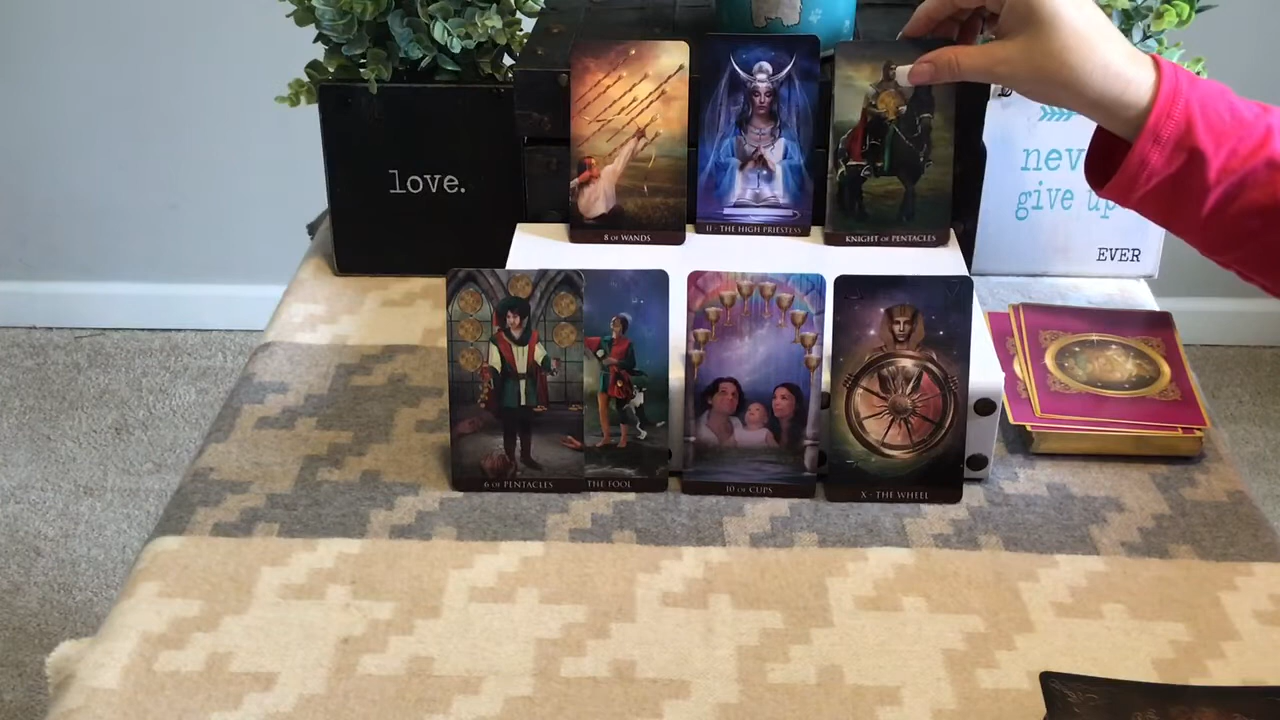 love.
8 OF WANDS
II - THE HIGH PRIESTESS
KNIGHT OF PENTACLES
give up
EVER
6 OF PENTACLES
THE FOOL
10 OF CUPS
X - THE WHEEL